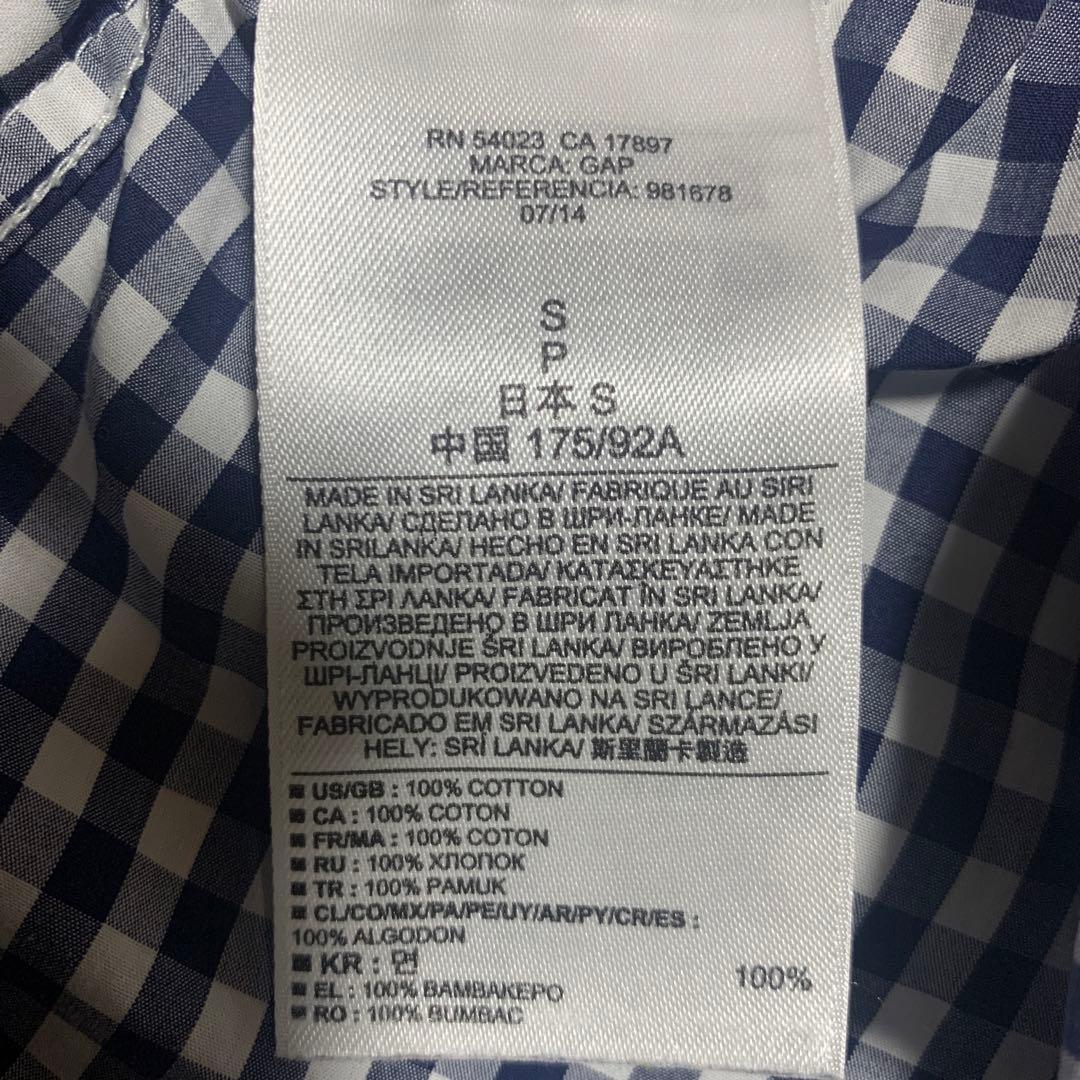 RN 54023 CA 17897
MARCA: GAP
STYLE/REFERENCIA: 981678
07/14
S
P
日本 S
中国 175/92A
MADE IN SRI LANKA/ FABRIQUE AU SIRI
LANKA/ СДЕЛАНО В ШРИ-ЛАНКЕ/ MADE
IN SRILANKA/ HECHO EN SRI LANKA CON
TELA IMPORTADA/ ΚΑΤΑΣΚΕΥΑΣΤΗΚΕ
ΣΤΗ ΣΡΙ ΛΑΝΚΑ/ FABRICAT ÎN SRI LANKA/
ПРОИЗВЕДЕНО В ШРИ ЛАНКА/ ZEMLJA
PROIZVODNJE ŠRI LANKA/ ВИРОБЛЕНО У
ШРІ-ЛАНЦІ/ PROIZVEDENO U ŠRI LANKI/
WYPRODUKOWANO NA SRI LANCE/
FABRICADO EM SRI LANKA/ SZÁRMAZÁSI
HELY: SRÍ LANKA/ 斯里蘭卡製造
■ US/GB : 100% COTTON
■ CA : 100% COTON
■ FR/MA : 100% COTON
■ RU : 100% ХЛОПОК
■ TR : 100% PAMUK
■ CL/CO/MX/PA/PE/UY/AR/PY/CR/ES :
100% ALGODON
■ KR : 면 100%
■ EL : 100% ΒΑΜΒΑΚΕΡΟ
■ RO : 100% BUMBAC